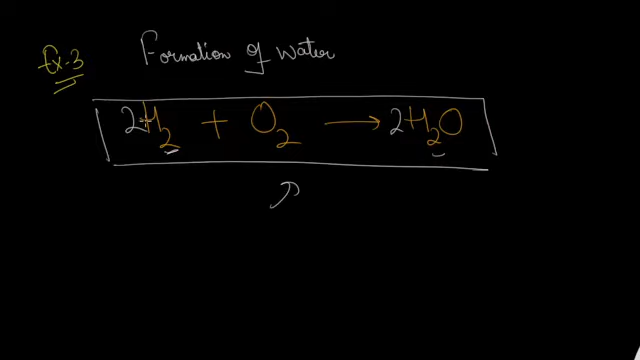 Ex-3 Formation of water
2H₂ + O₂ → 2H₂O